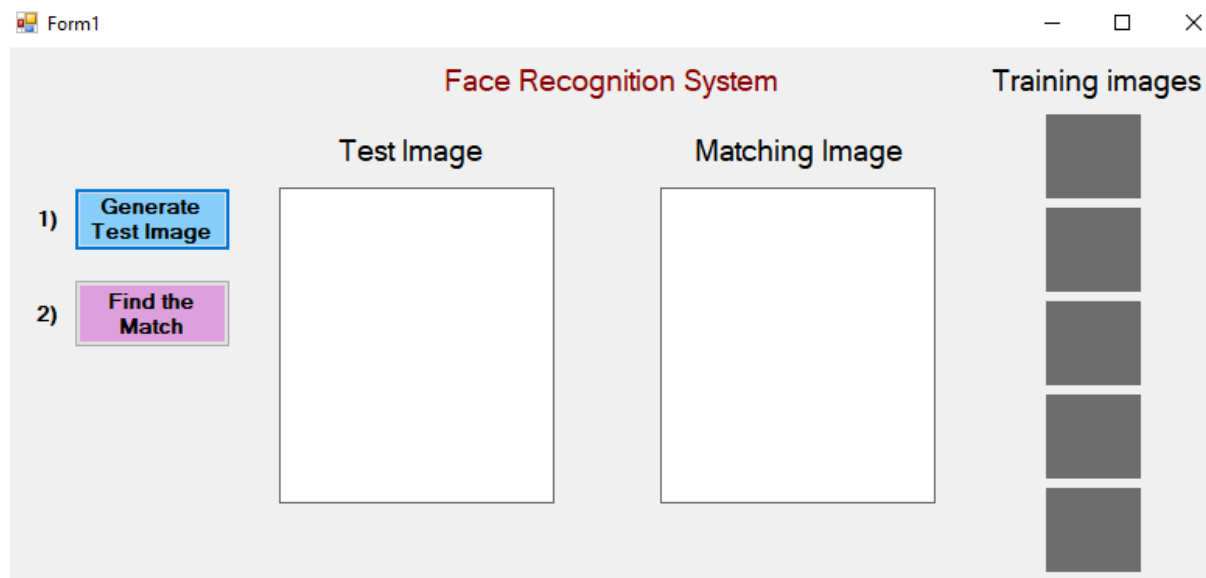 Form1
Face Recognition System
Training images
Test Image
Matching Image
1)
Generate
Test Image
2)
Find the
Match